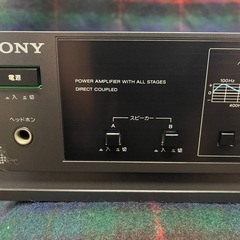 SONY
電源
入 切
ヘッドホン
POWER AMPLIFIER WITH ALL STAGES
DIRECT COUPLED
スピーカー
A
B
入 切
入 切
100Hz
400H